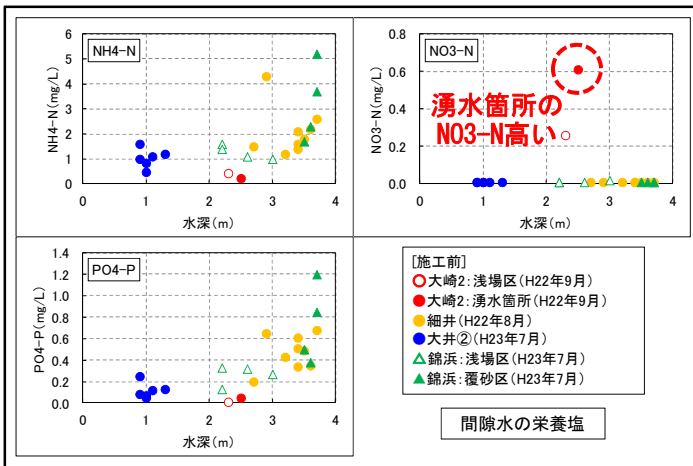 NH4-N
NH4-N(mg/L)
6
5
4
3
2
1
0
0
1
2
3
4
水深(m)
NO3-N
NO3-N(mg/L)
0.8
0.6
0.4
0.2
0.0
0
1
2
3
4
水深(m)
湧水箇所の
NO3-N高い
PO4-P
PO4-P(mg/L)
1.4
1.2
1.0
0.8
0.6
0.4
0.2
0.0
0
1
2
3
4
水深(m)
[施工前]
大崎2:浅場区(H22年9月)
大崎2:湧水箇所(H22年9月)
細井(H22年8月)
大井②(H23年7月)
錦浜:浅場区(H23年7月)
錦浜:覆砂区(H23年7月)
間隙水の栄養塩